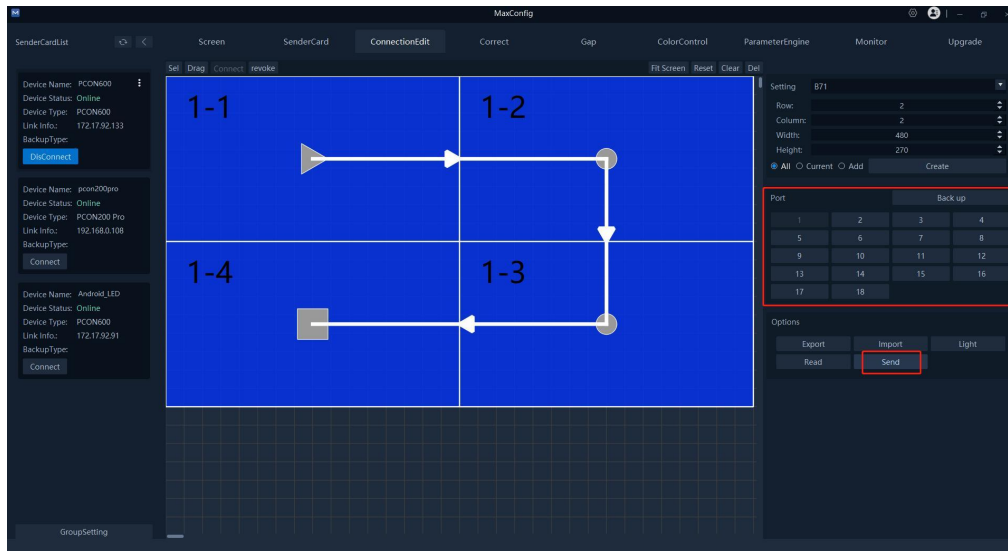 MaxConfig
SenderCardList
Screen SenderCard ConnectionEdit Correct Gap ColorControl ParameterEngine Monitor Upgrade
Sel Drag Connect revoke Fit Screen Reset Clear Del
Device Name: PCON600
Device Status: Online
Device Type: PCON600
Link Info.: 172.17.92.133
BackupType:
DisConnect
Device Name: pcon200pro
Device Status: Online
Device Type: PCON200 Pro
Link Info.: 192.168.0.108
BackupType:
Connect
Device Name: Android_LED
Device Status: Online
Device Type: PCON600
Link Info.: 172.17.92.91
BackupType:
Connect
GroupSetting
1-1 1-2
1-4 1-3
Setting B71
Row: 2
Column: 2
Width: 480
Height: 270
All Current Add Create
Port Back up
1 2 3 4
5 6 7 8
9 10 11 12
13 14 15 16
17 18
Options
Export Import Light
Read Send